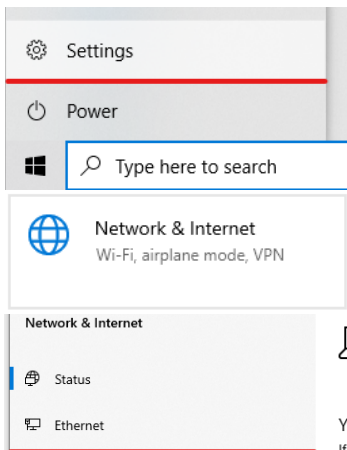 Settings
Power
Type here to search
Network & Internet
Wi-Fi, airplane mode, VPN
Network & Internet
Status
Ethernet